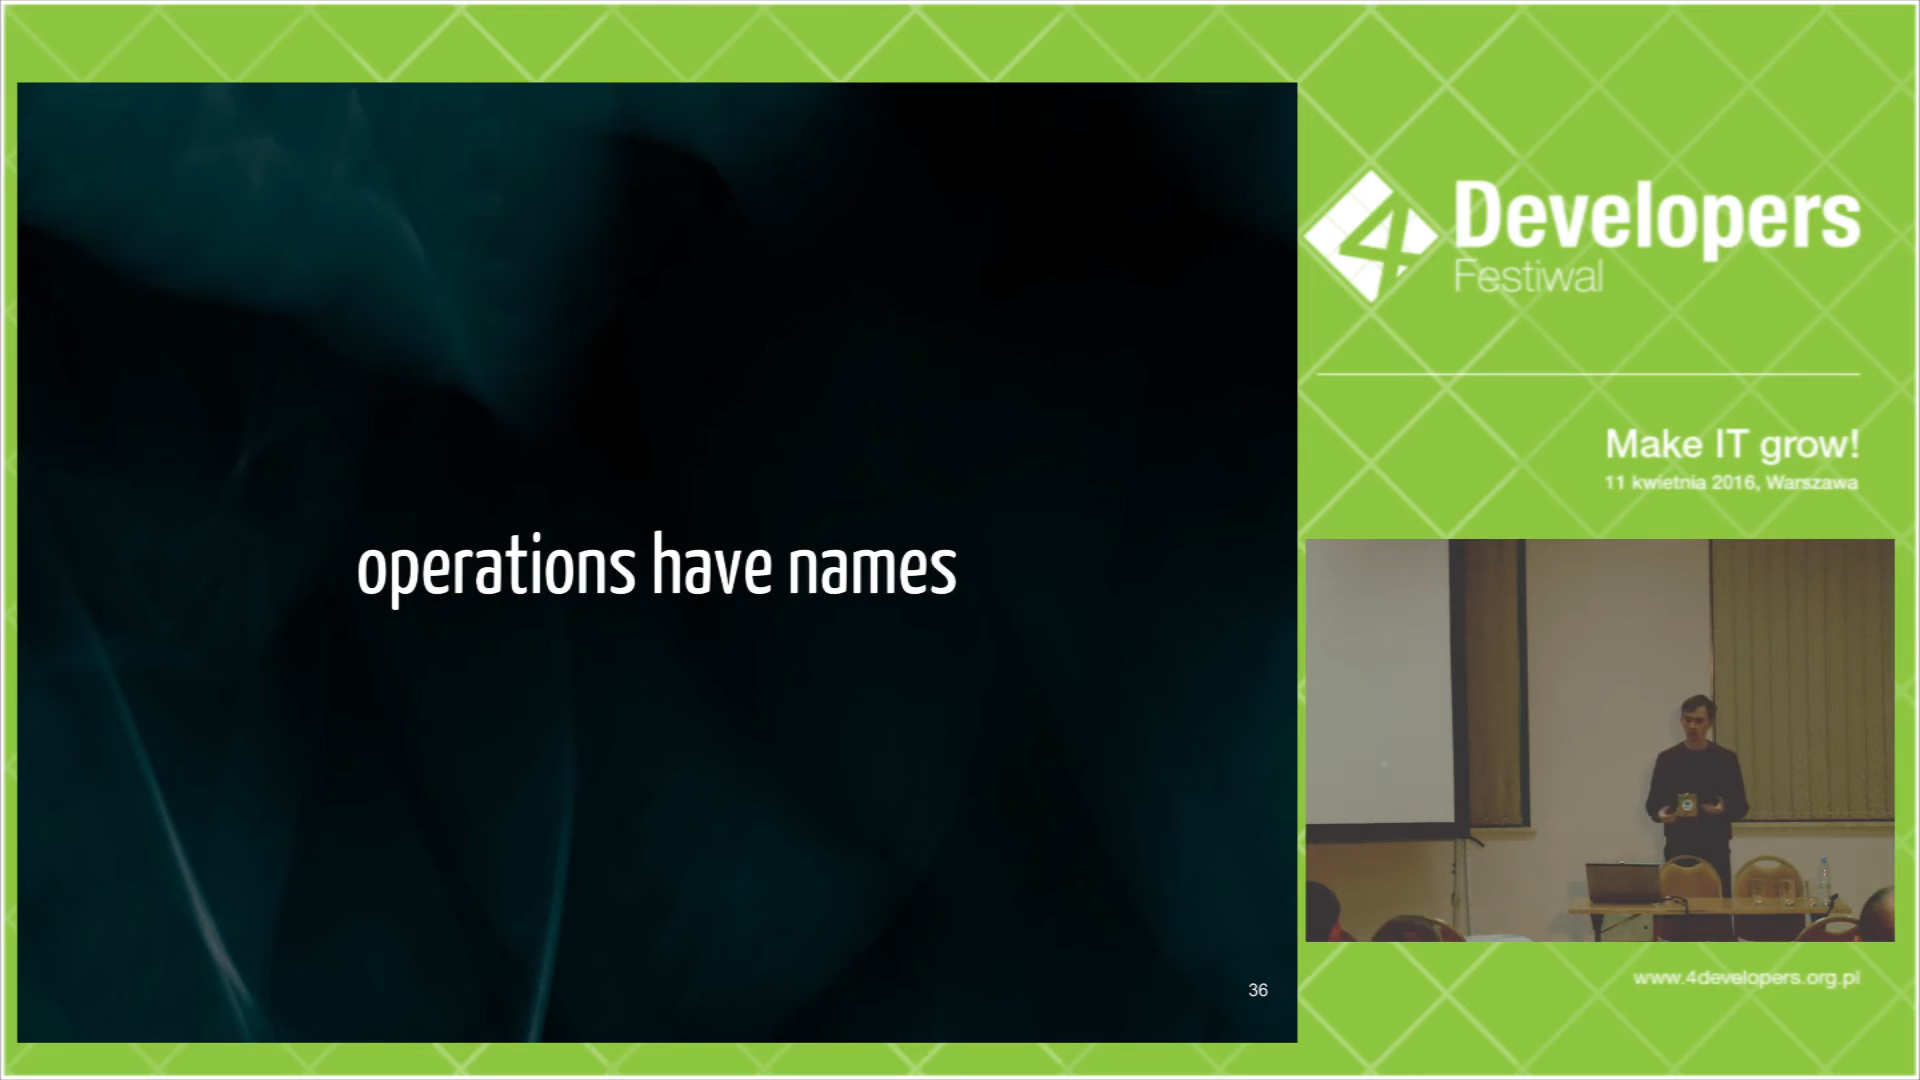 operations have names
36
4
Developers
Festiwal
Make IT grow!
11 kwietnia 2016, Warszawa
www.4developers.org.pl